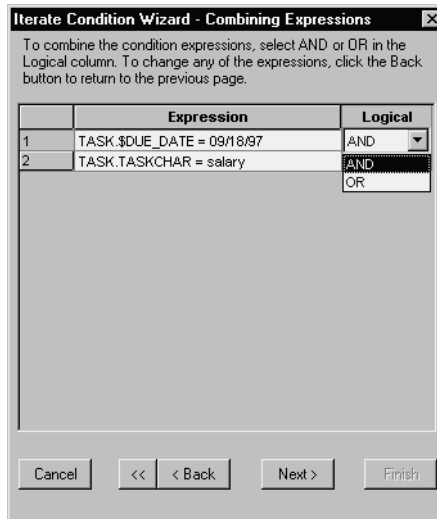 Iterate Condition Wizard - Combining Expressions
To combine the condition expressions, select AND or OR in the
Logical column. To change any of the expressions, click the Back
button to return to the previous page.
Expression Logical
1 TASK.$DUE_DATE = 09/18/97 AND
2 TASK.TASKCHAR = salary AND
OR
Cancel << < Back Next > Finish